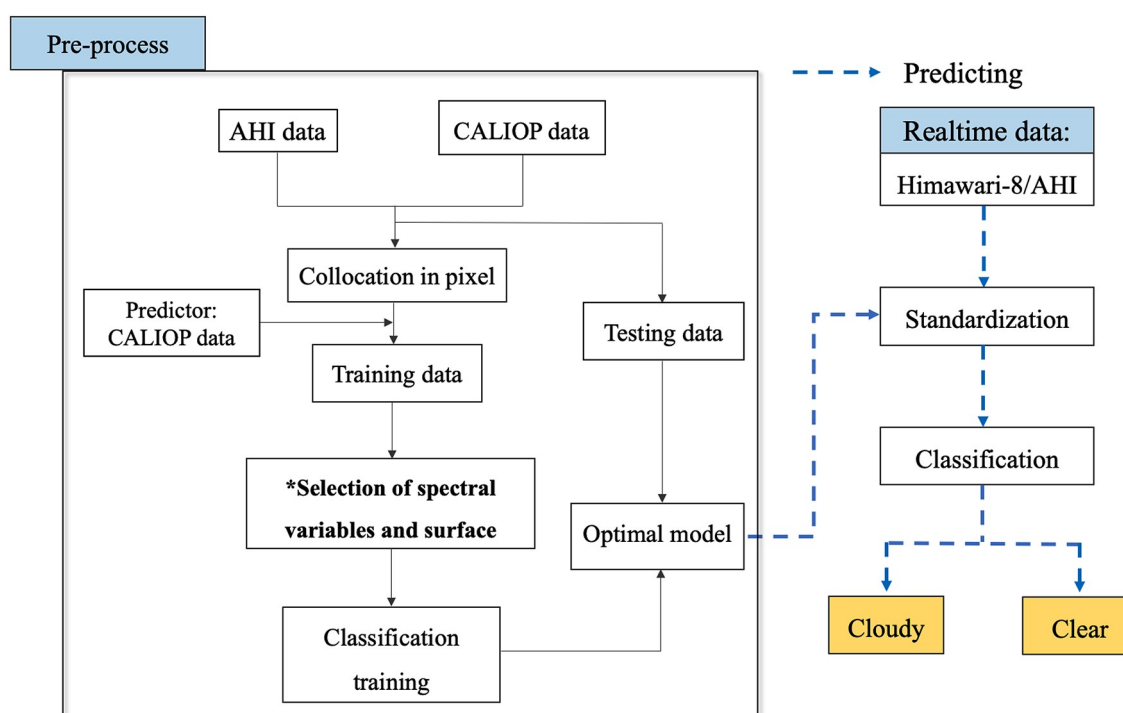 Pre-process
AHI data
CALIOP data
Collocation in pixel
Predictor:
CALIOP data
Training data
Testing data
*Selection of spectral
variables and surface
Optimal model
Classification
training
Predicting
Realtime data:
Himawari-8/AHI
Standardization
Classification
Cloudy
Clear